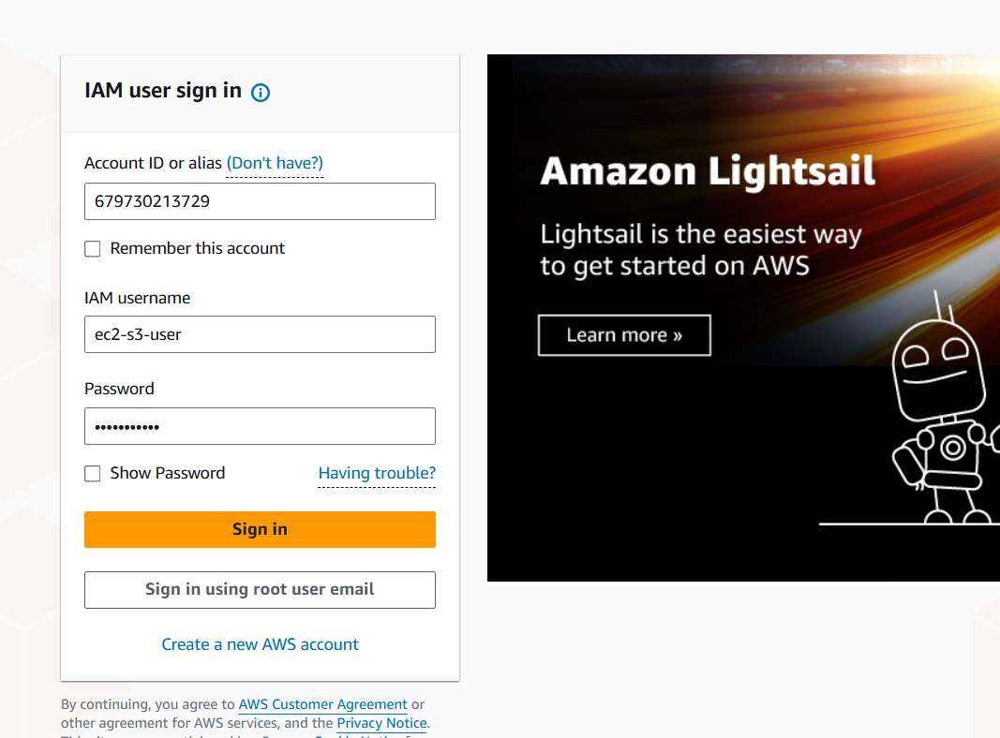 IAM user sign in
Account ID or alias (Don't have?)
679730213729
Remember this account
IAM username
ec2-s3-user
Password
•••••••••••
Show Password
Having trouble?
Sign in
Sign in using root user email
Create a new AWS account
By continuing, you agree to AWS Customer Agreement or
other agreement for AWS services, and the Privacy Notice.
Amazon Lightsail
Lightsail is the easiest way
to get started on AWS
Learn more »